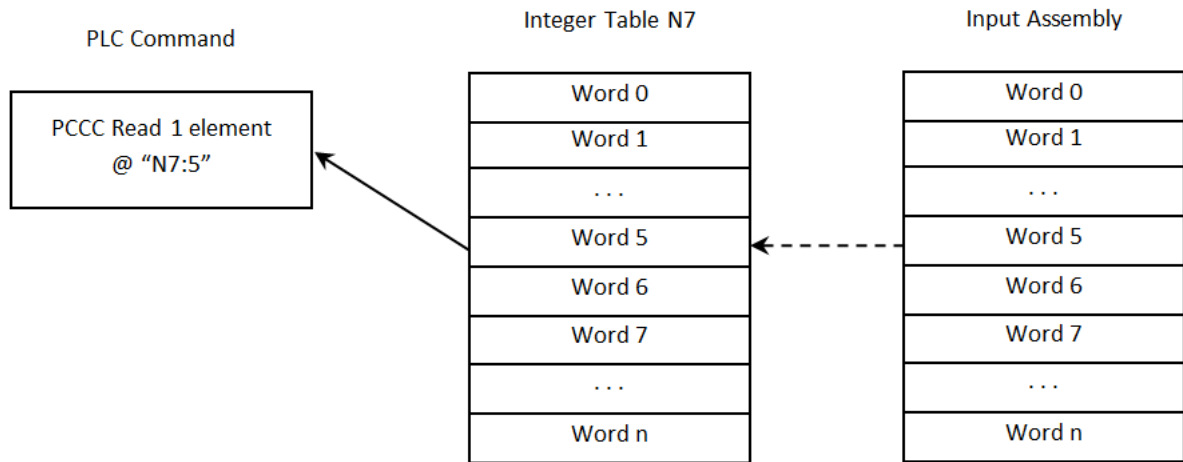 PLC Command
PCCC Read 1 element
@ “N7:5”
Integer Table N7
Word 0
Word 1
. . .
Word 5
Word 6
Word 7
. . .
Word n
Input Assembly
Word 0
Word 1
. . .
Word 5
Word 6
Word 7
. . .
Word n